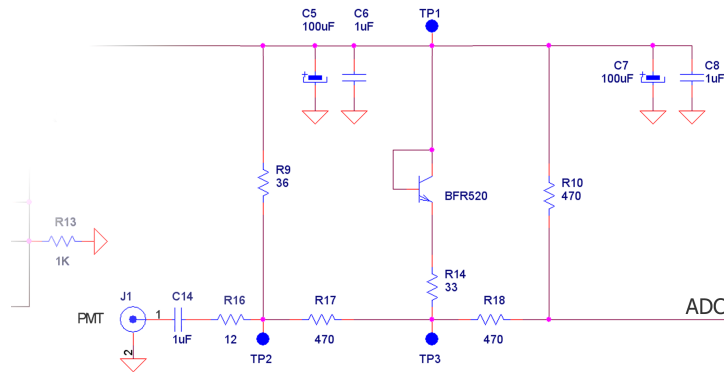 C5
100uF
C6
1uF
TP1
C7
100uF
C8
1uF
R9
36
BFR520
R10
470
R13
1K
R14
33
J1
PMT
1
2
C14
1uF
R16
12
TP2
R17
470
TP3
R18
470
ADC